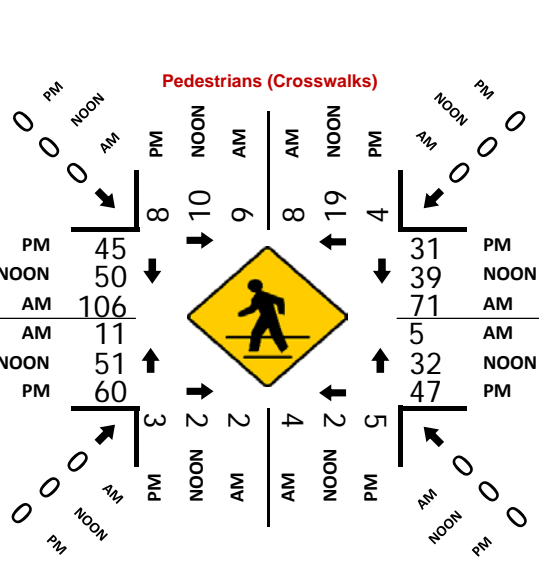 Pedestrians (Crosswalks)
PM NOON AM
0 0 0
PM NOON AM AM NOON PM
8 10 9 8 19 4
PM NOON AM
0 0 0
PM 45 31 PM
NOON 50 39 NOON
AM 106 71 AM
AM 11 5 AM
NOON 51 32 NOON
PM 60 47 PM
3 2 2 4 2 5
PM NOON AM AM NOON PM
0 0 0
AM NOON PM
0 0 0
AM NOON PM